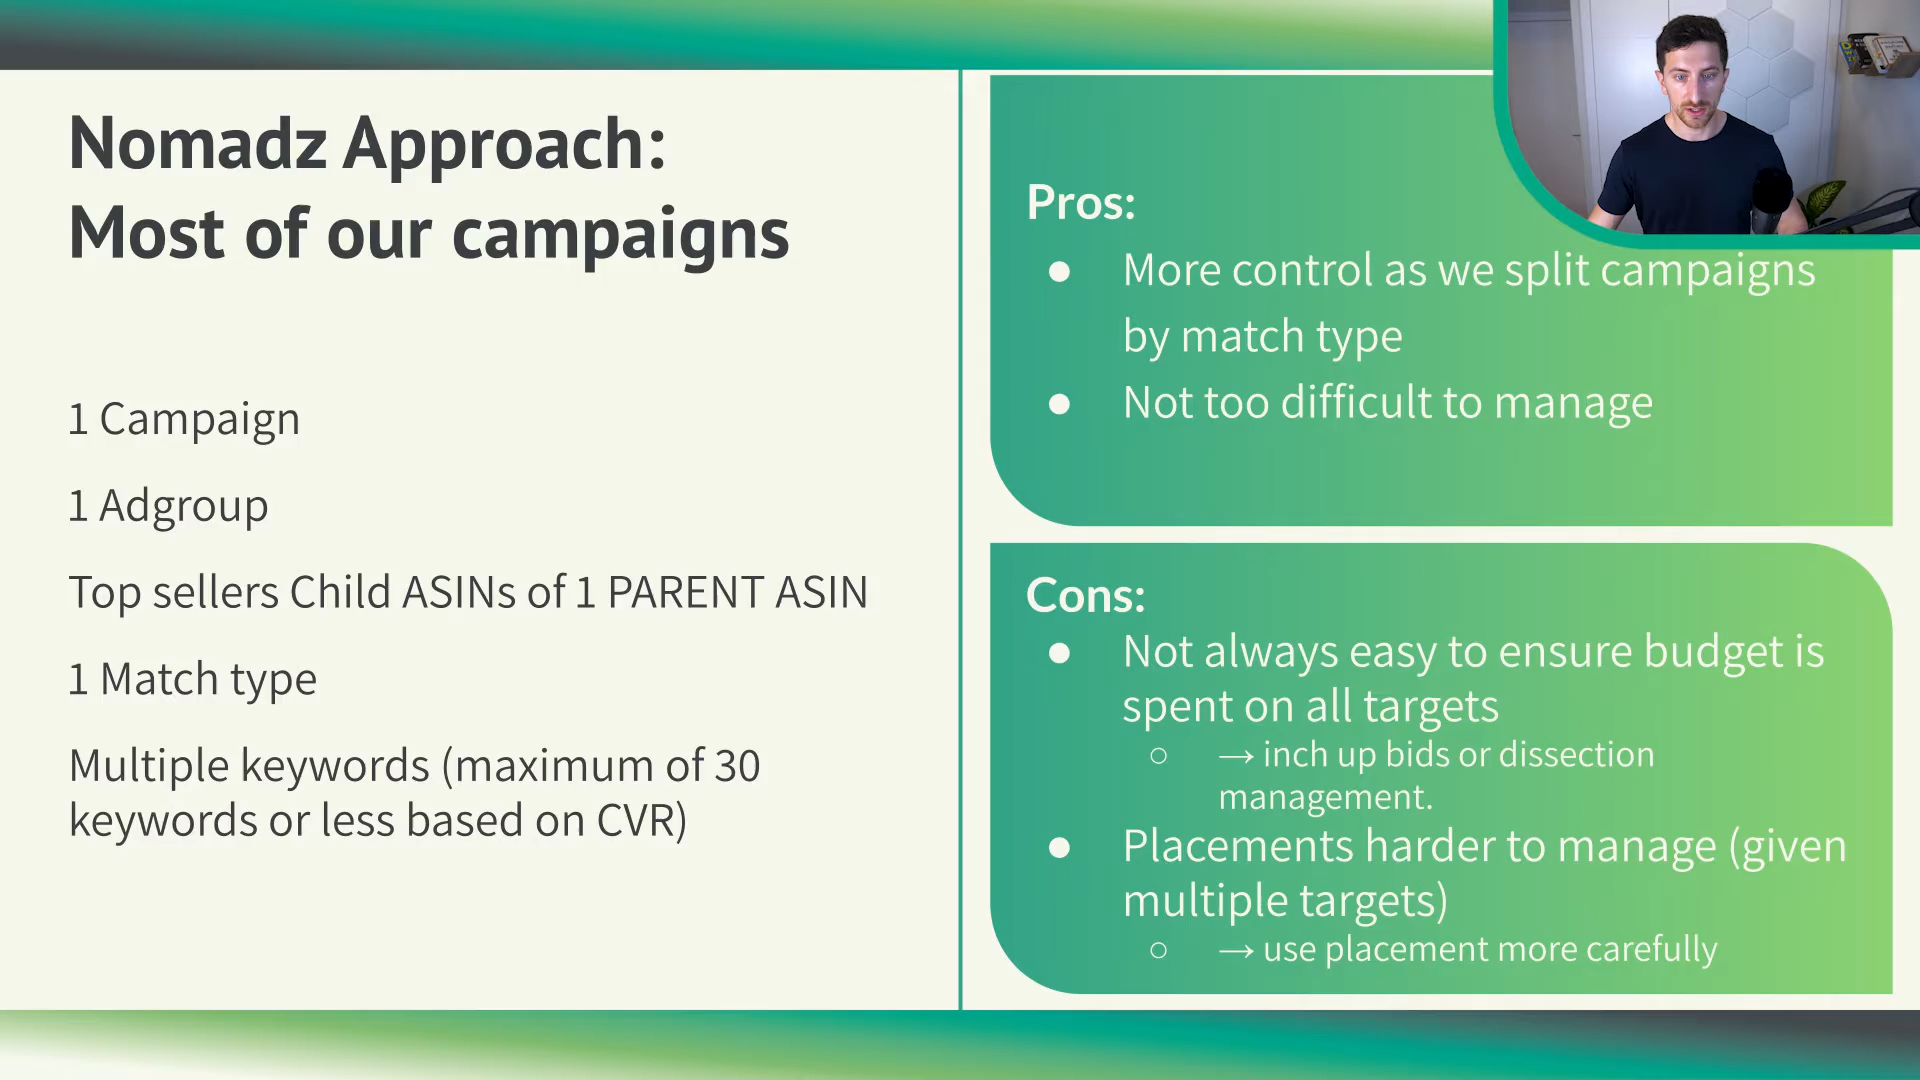 Nomadz Approach:
Most of our campaigns
1 Campaign
1 Adgroup
Top sellers Child ASINs of 1 PARENT ASIN
1 Match type
Multiple keywords (maximum of 30
keywords or less based on CVR)
Pros:
● More control as we split campaigns
by match type
● Not too difficult to manage
Cons:
● Not always easy to ensure budget is
spent on all targets
○ → inch up bids or dissection
management.
● Placements harder to manage (given
multiple targets)
○ → use placement more carefully